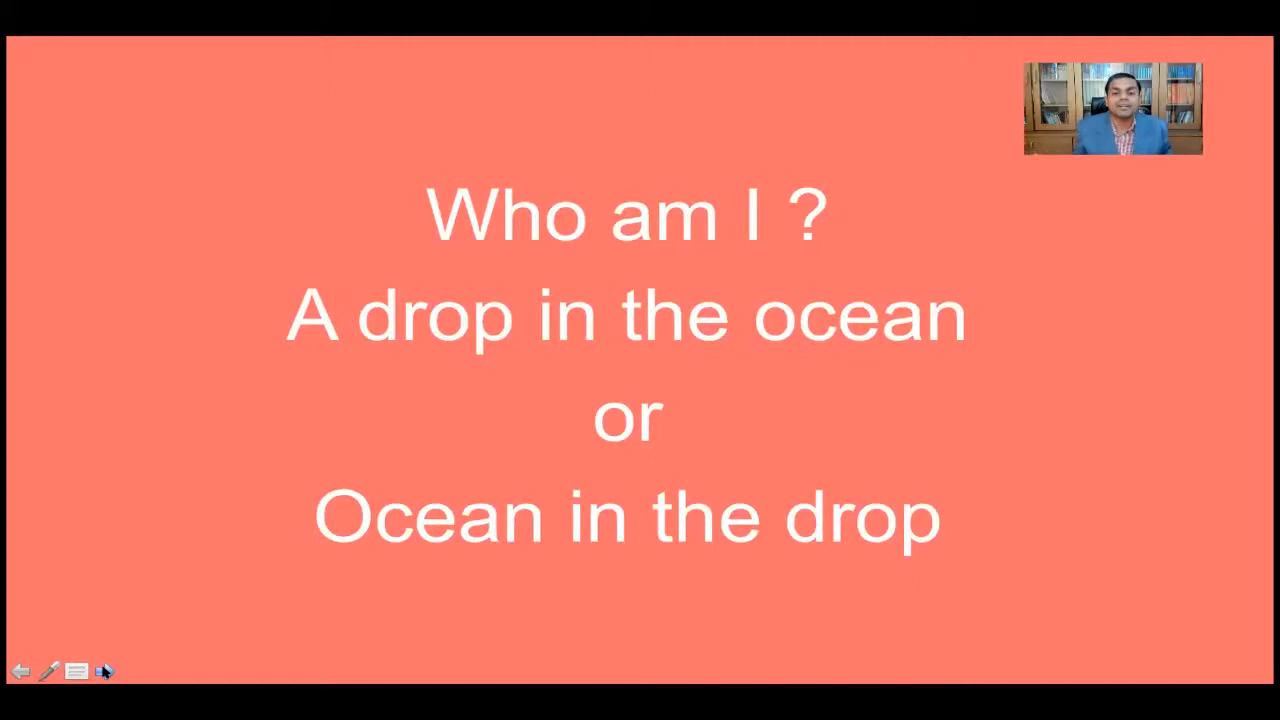 Who am I ?
A drop in the ocean
or
Ocean in the drop